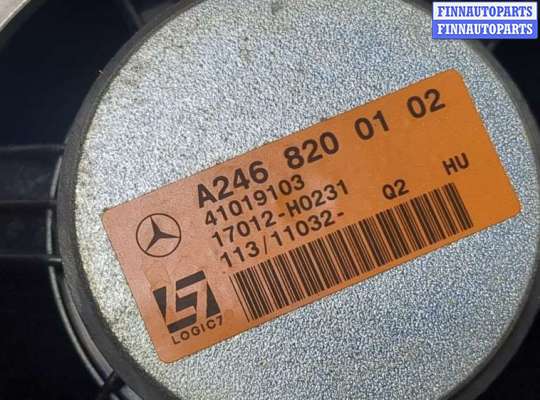 FINNAUTOPARTS
FINNAUTOPARTS
A246 820 01 02
41019103
17012-H0231 Q2 HU
113/11032-
LOGIC7